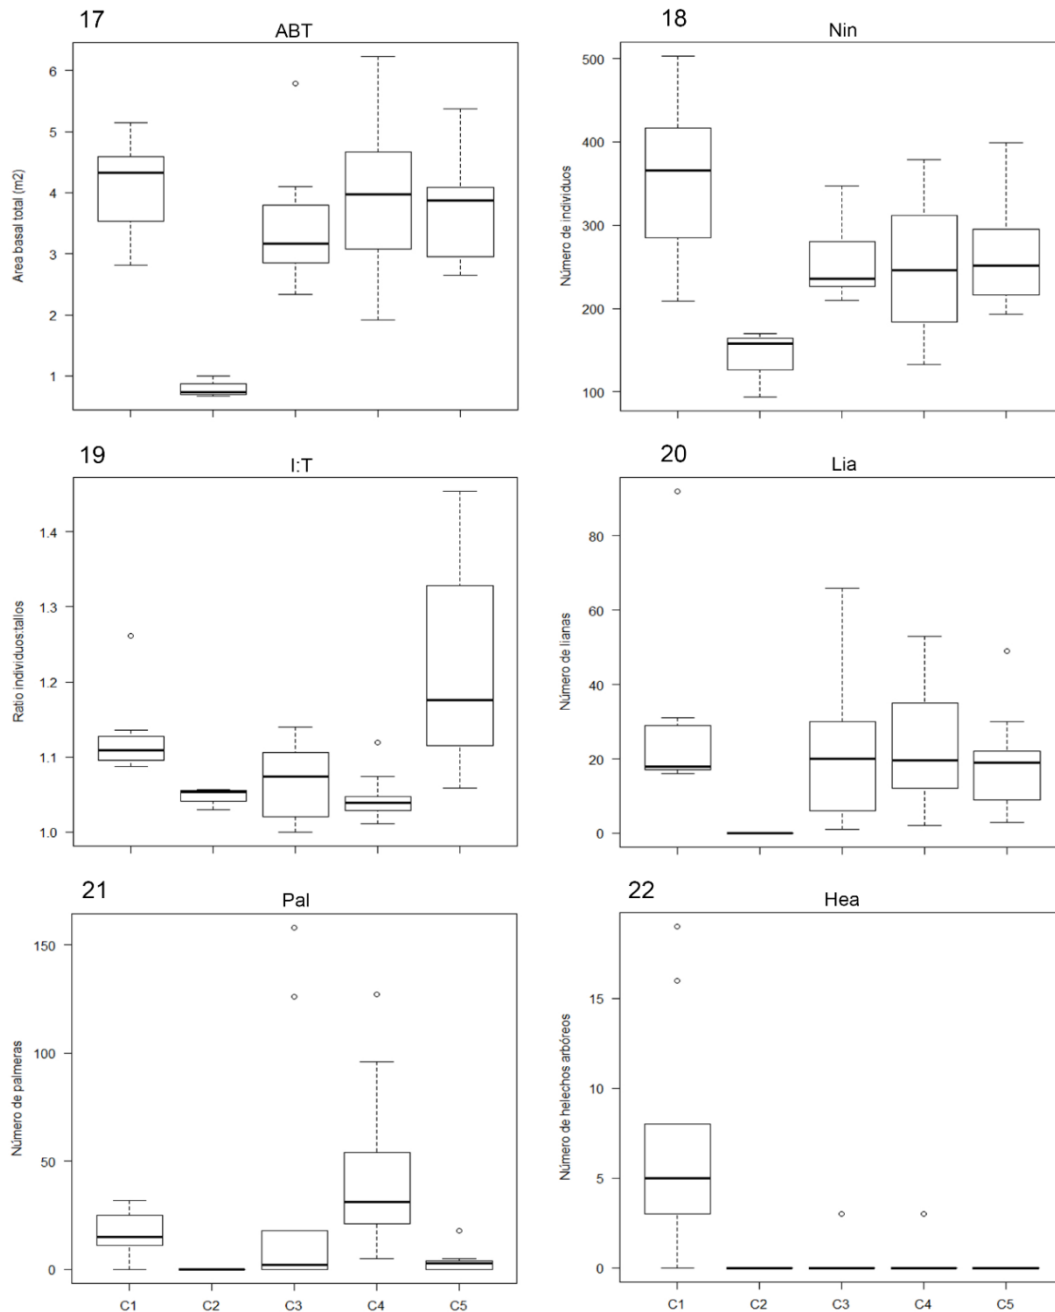 17
ABT
Area basal total (m2)
6
5
4
3
2
1
18
Nin
Número de individuos
500
400
300
200
100
19
I:T
Ratio individuos:tallos
1.4
1.3
1.2
1.1
1.0
20
Lia
Número de lianas
80
60
40
20
0
21
Pal
Número de palmeras
150
100
50
0
C1 C2 C3 C4 C5
22
Hea
Número de helechos arbóreos
15
10
5
0
C1 C2 C3 C4 C5